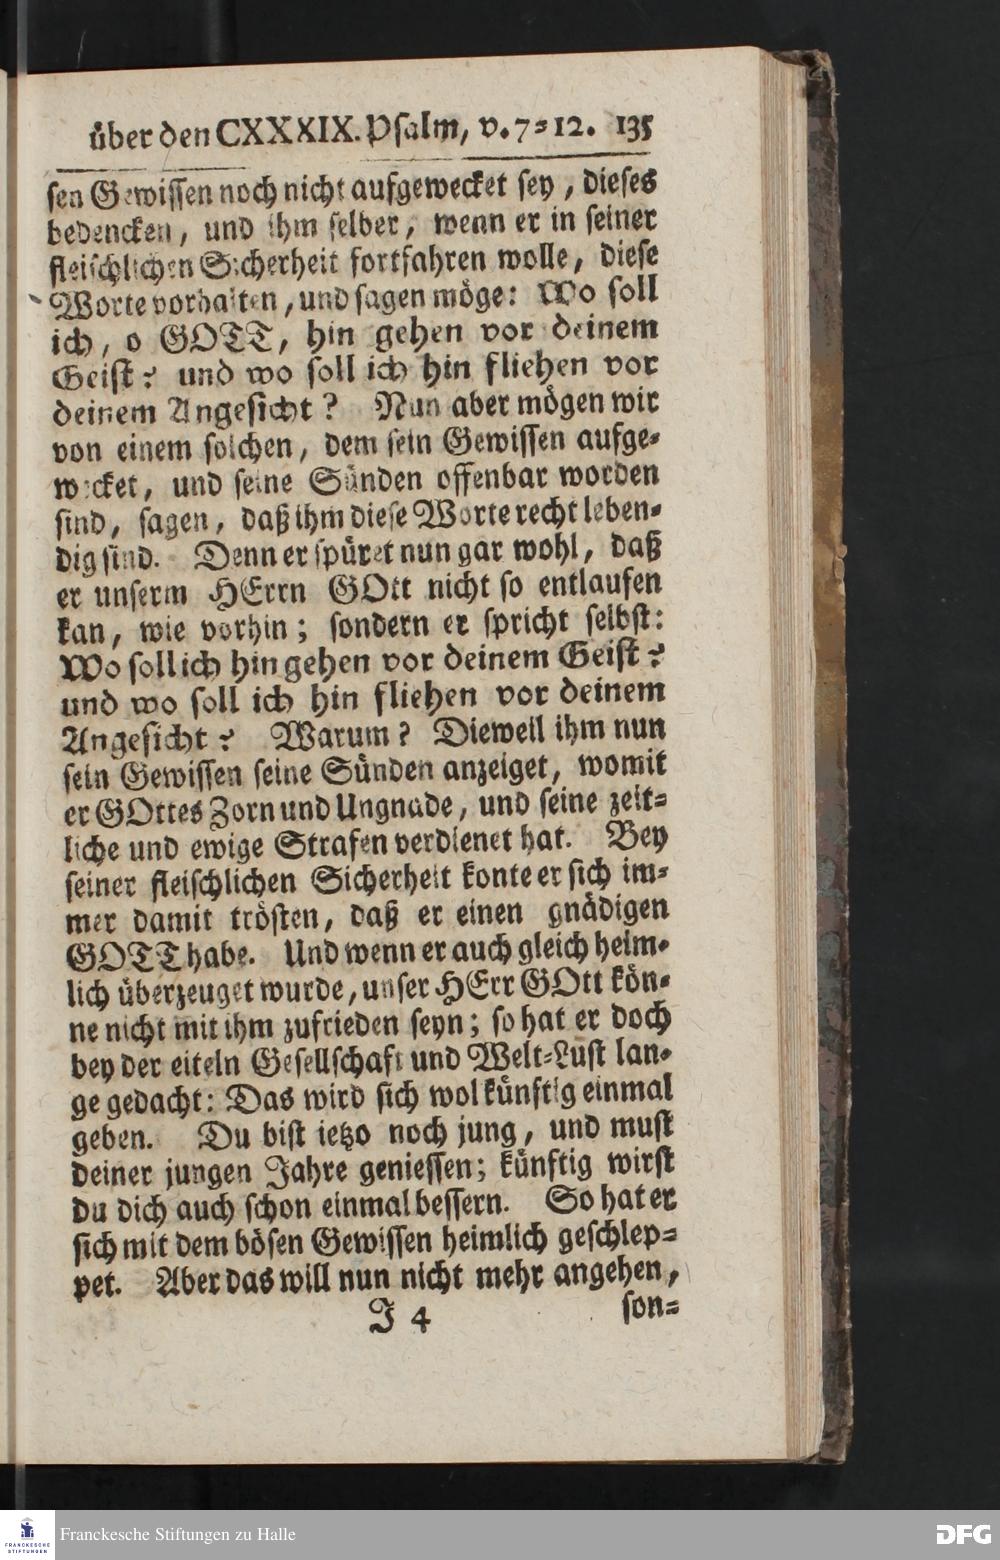 über den CXXXIX. Psalm, v. 7-12. 135
sen Gewissen noch nicht aufgewecket sey, dieses
bedencken, und ihm selber, wenn er in seiner
fleischlichen Sicherheit fortfahren wolle, diese
Worte vorhalten, und sagen möge: Wo soll
ich, o GOTT, hin gehen vor deinem
Geist? und wo soll ich hin fliehen vor
deinem Angesicht? Nun aber mögen wir
von einem solchen, dem sein Gewissen aufge-
wecket, und seine Sünden offenbar worden
sind, sagen, daß ihm diese Worte recht leben-
dig sind. Denn er spüret nun gar wohl, daß
er unserm HErrn GOtt nicht so entlaufen
kan, wie vorhin; sondern er spricht selbst:
Wo soll ich hin gehen vor deinem Geist?
und wo soll ich hin fliehen vor deinem
Angesicht? Warum? Dieweil ihm nun
sein Gewissen seine Sünden anzeiget, womit
er GOttes Zorn und Ungnade, und seine zeit-
liche und ewige Strafen verdienet hat. Bey
seiner fleischlichen Sicherheit konte er sich im-
mer damit trösten, daß er einen gnädigen
GOTT habe. Und wenn er auch gleich heim-
lich überzeuget wurde, unser HErr GOtt kön-
ne nicht mit ihm zufrieden seyn; so hat er doch
bey der eiteln Gesellschaft und Welt-Lust lan-
ge gedacht: Das wird sich wol künftig einmal
geben. Du bist ietzo noch jung, und must
deiner jungen Jahre geniessen; künftig wirst
du dich auch schon einmal bessern. So hat er
sich mit dem bösen Gewissen heimlich geschlep-
pet. Aber das will nun nicht mehr angehen,
J 4 son-
FRANCKESCHE
STIFTUNGEN
Franckesche Stiftungen zu Halle
DFG